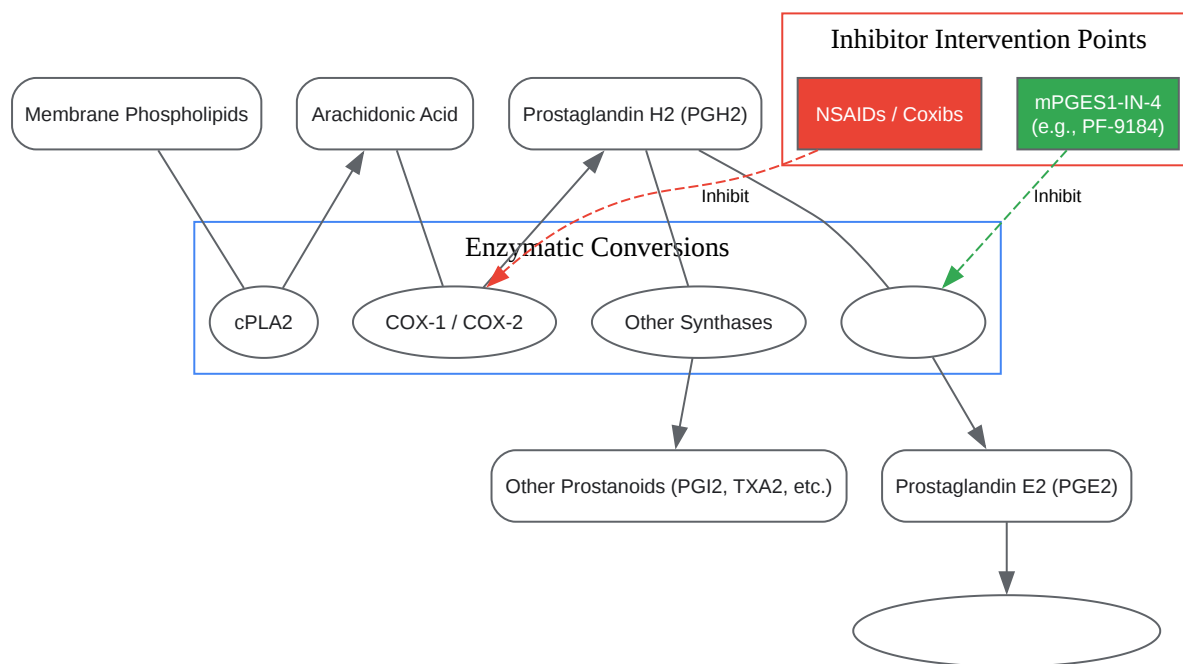 Inhibitor Intervention Points
Membrane Phospholipids
Arachidonic Acid
Prostaglandin H2 (PGH2)
NSAIDs / Coxibs
mPGES1-IN-4
(e.g., PF-9184)
Inhibit
Inhibit
Enzymatic Conversions
cPLA2
COX-1 / COX-2
Other Synthases
Other Prostanoids (PGI2, TXA2, etc.)
Prostaglandin E2 (PGE2)